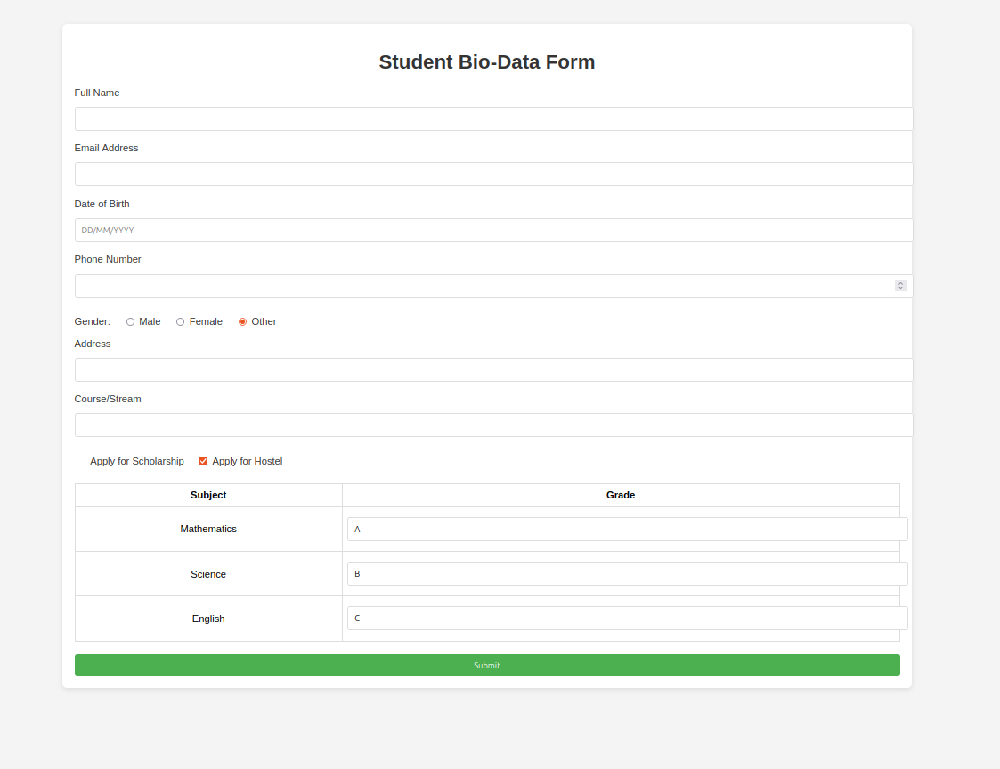 Student Bio-Data Form
Full Name
Email Address
Date of Birth
DD/MM/YYYY
Phone Number
Gender: Male Female Other
Address
Course/Stream
Apply for Scholarship Apply for Hostel
Subject Grade
Mathematics A
Science B
English C
Submit